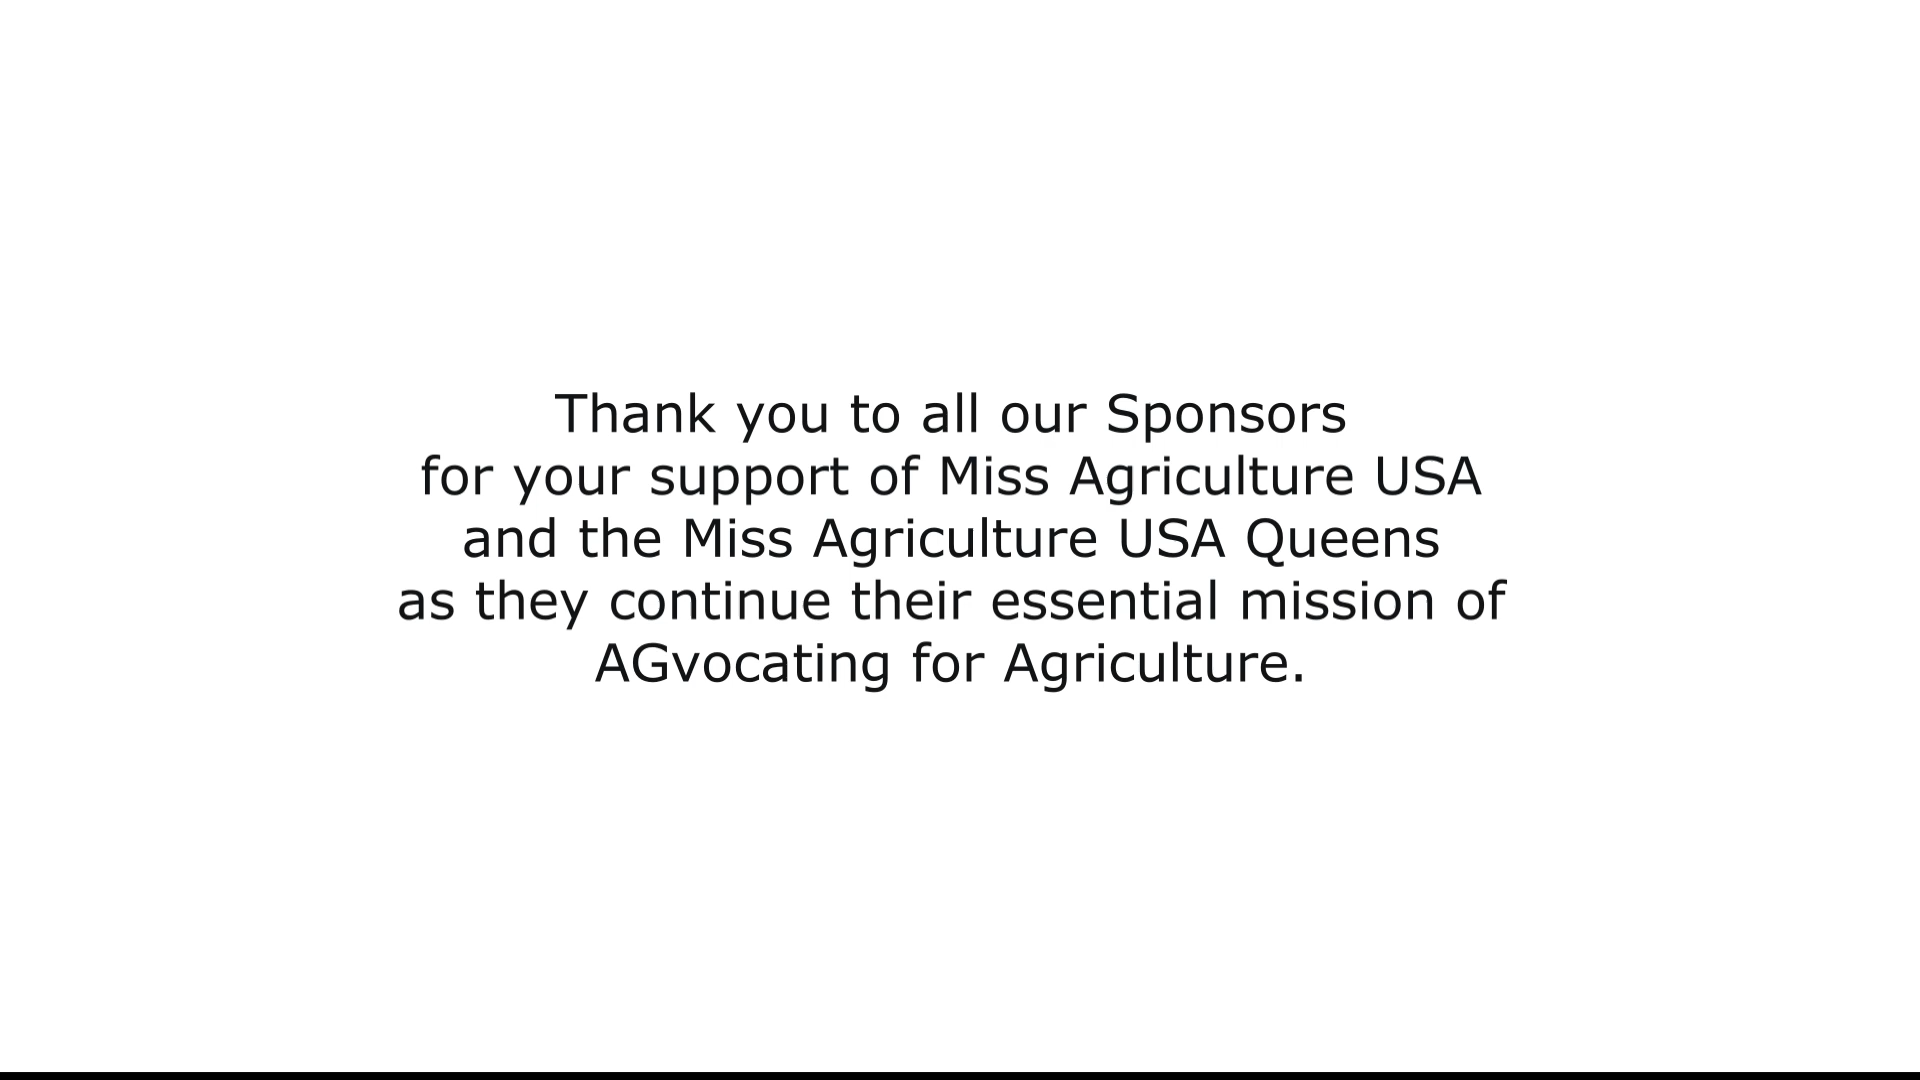 Thank you to all our Sponsors
for your support of Miss Agriculture USA
and the Miss Agriculture USA Queens
as they continue their essential mission of
AGvocating for Agriculture.